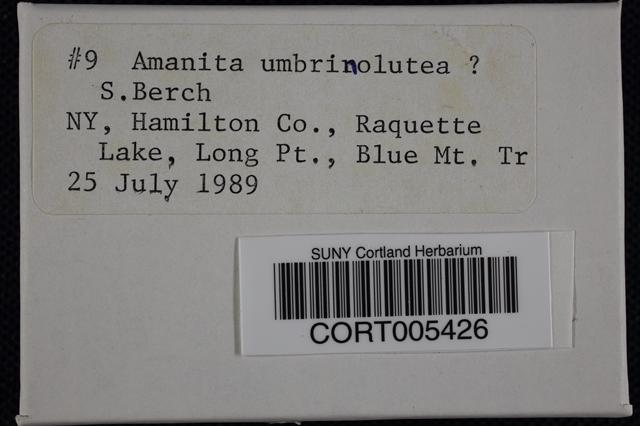 #9 Amanita umbrinolutea ?
S.Berch
NY, Hamilton Co., Raquette
Lake, Long Pt., Blue Mt. Tr
25 July 1989
SUNY Cortland Herbarium
CORT005426